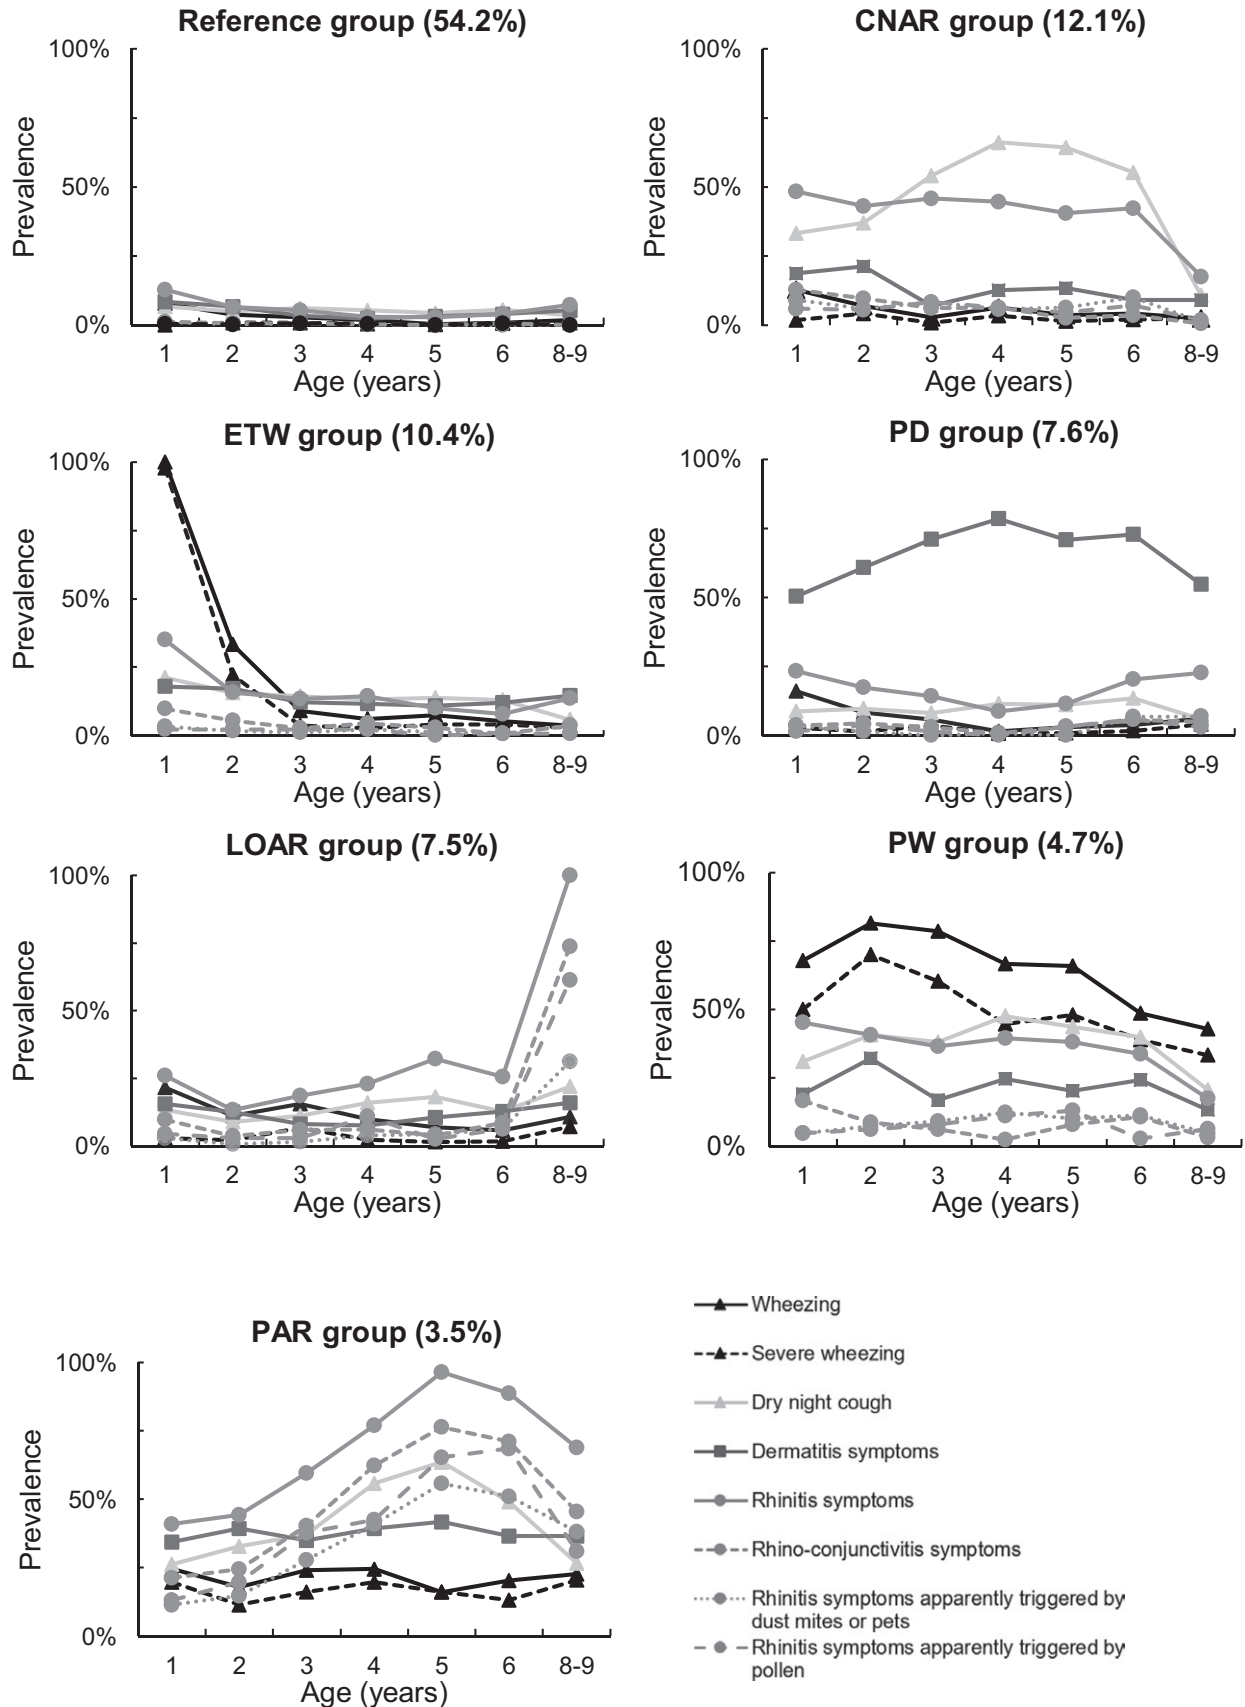 Reference group (54.2%)
100%
50%
0%
Prevalence
1 2 3 4 5 6 8-9
Age (years)
CNAR group (12.1%)
100%
50%
0%
Prevalence
1 2 3 4 5 6 8-9
Age (years)
ETW group (10.4%)
100%
50%
0%
Prevalence
1 2 3 4 5 6 8-9
Age (years)
PD group (7.6%)
100%
50%
0%
Prevalence
1 2 3 4 5 6 8-9
Age (years)
LOAR group (7.5%)
100%
50%
0%
Prevalence
1 2 3 4 5 6 8-9
Age (years)
PW group (4.7%)
100%
50%
0%
Prevalence
1 2 3 4 5 6 8-9
Age (years)
PAR group (3.5%)
100%
50%
0%
Prevalence
1 2 3 4 5 6 8-9
Age (years)
Wheezing
Severe wheezing
Dry night cough
Dermatitis symptoms
Rhinitis symptoms
Rhino-conjunctivitis symptoms
Rhinitis symptoms apparently triggered by
dust mites or pets
Rhinitis symptoms apparently triggered by
pollen